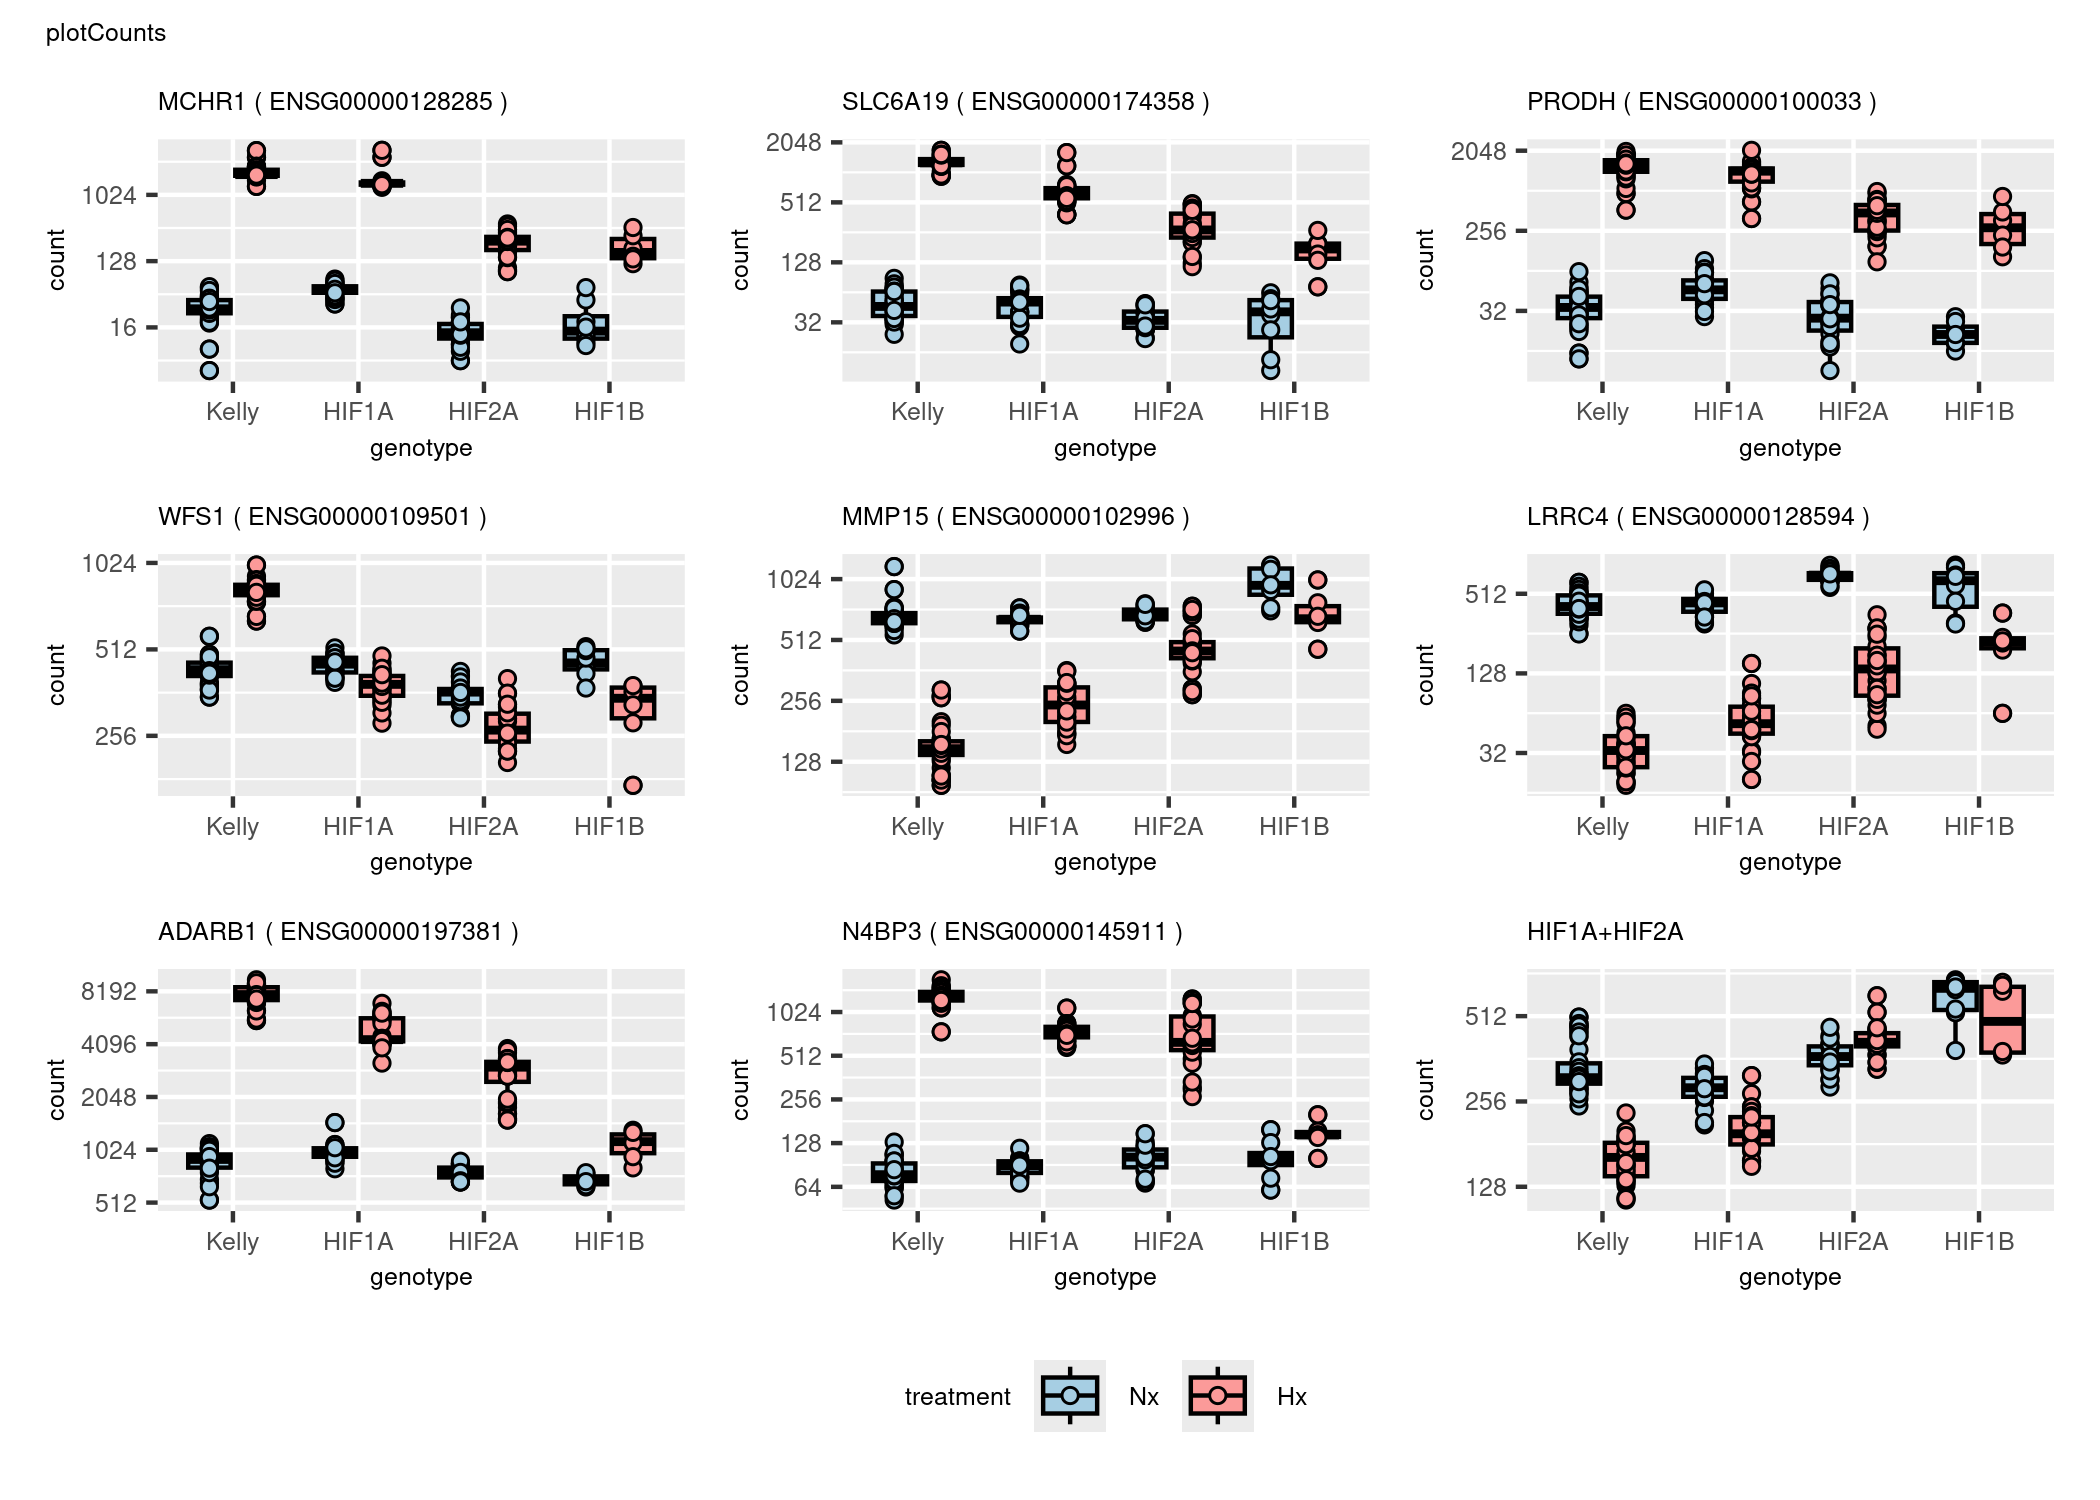 plotCounts
MCHR1 ( ENSG00000128285 )
count
1024
128
16
Kelly HIF1A HIF2A HIF1B
genotype
SLC6A19 ( ENSG00000174358 )
count
2048
512
128
32
Kelly HIF1A HIF2A HIF1B
genotype
PRODH ( ENSG00000100033 )
count
2048
256
32
Kelly HIF1A HIF2A HIF1B
genotype
WFS1 ( ENSG00000109501 )
count
1024
512
256
Kelly HIF1A HIF2A HIF1B
genotype
MMP15 ( ENSG00000102996 )
count
1024
512
256
128
Kelly HIF1A HIF2A HIF1B
genotype
LRRC4 ( ENSG00000128594 )
count
512
128
32
Kelly HIF1A HIF2A HIF1B
genotype
ADARB1 ( ENSG00000197381 )
count
8192
4096
2048
1024
512
Kelly HIF1A HIF2A HIF1B
genotype
N4BP3 ( ENSG00000145911 )
count
1024
512
256
128
64
Kelly HIF1A HIF2A HIF1B
genotype
HIF1A+HIF2A
count
512
256
128
Kelly HIF1A HIF2A HIF1B
genotype
treatment Nx Hx